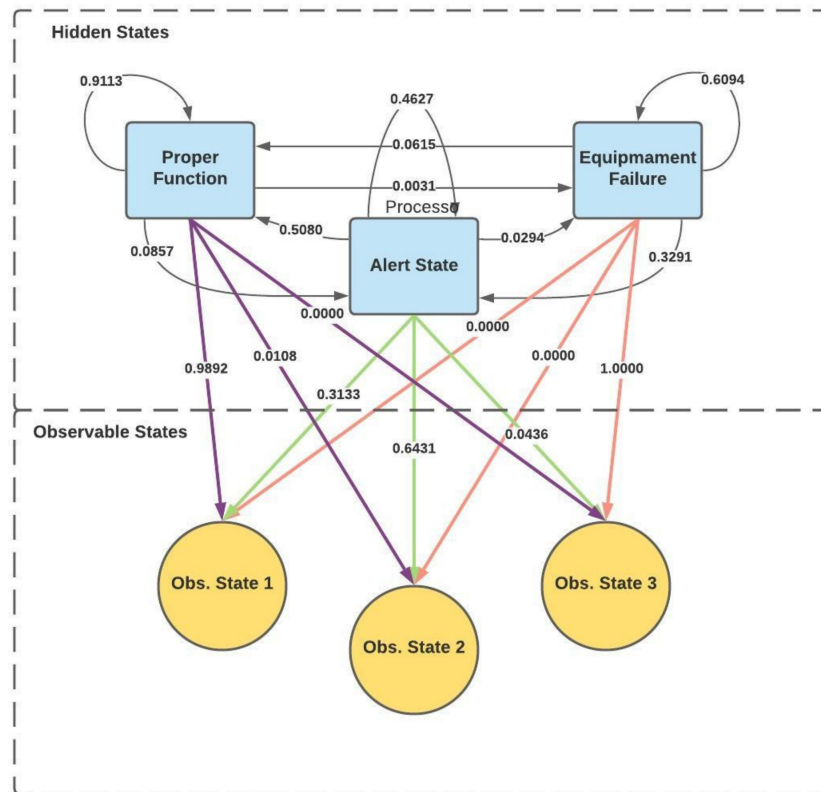 Hidden States
0.9113
0.4627
0.6094
Proper
Function
0.0615
Equipmament
Failure
0.0031
Processo
0.5080
0.0294
0.0857
Alert State
0.3291
0.0000
0.0000
0.9892
0.0108
0.0000
1.0000
0.3133
Observable States
0.6431
0.0436
Obs. State 1
Obs. State 3
Obs. State 2